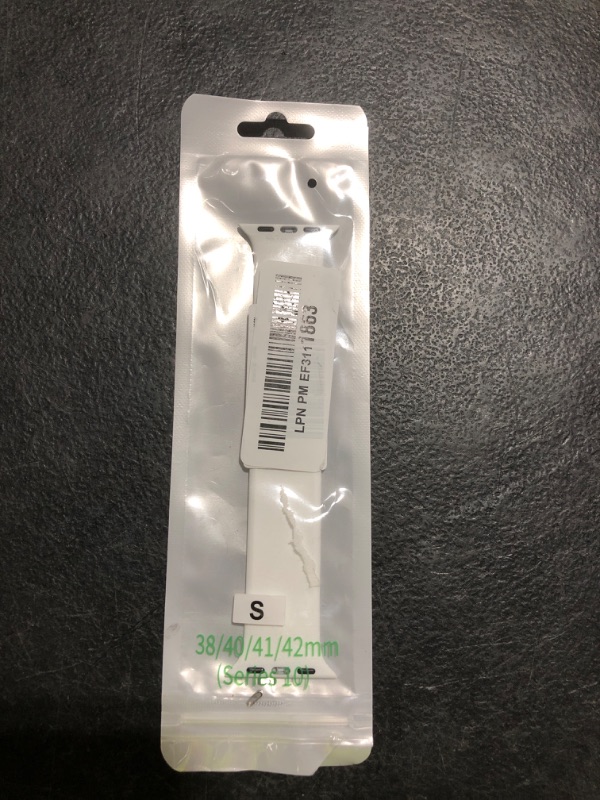 LPN PM EF3111863
S
38/40/41/42mm
(Series 10)